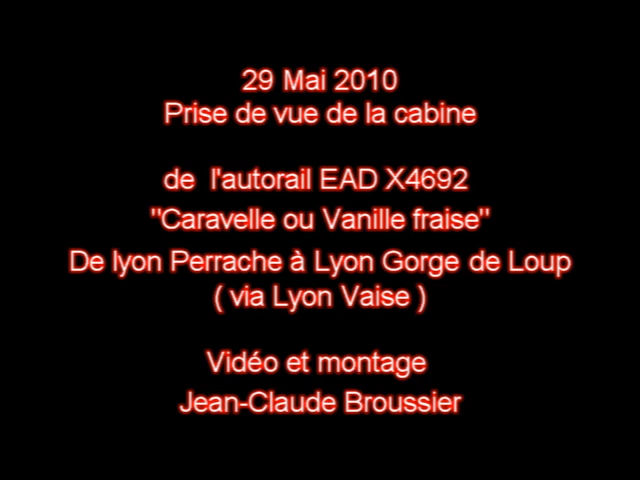 29 Mai 2010
Prise de vue de la cabine
de l'autorail EAD X4692
"Caravelle ou Vanille fraise"
De lyon Perrache à Lyon Gorge de Loup
( via Lyon Vaise )
Vidéo et montage
Jean-Claude Broussier